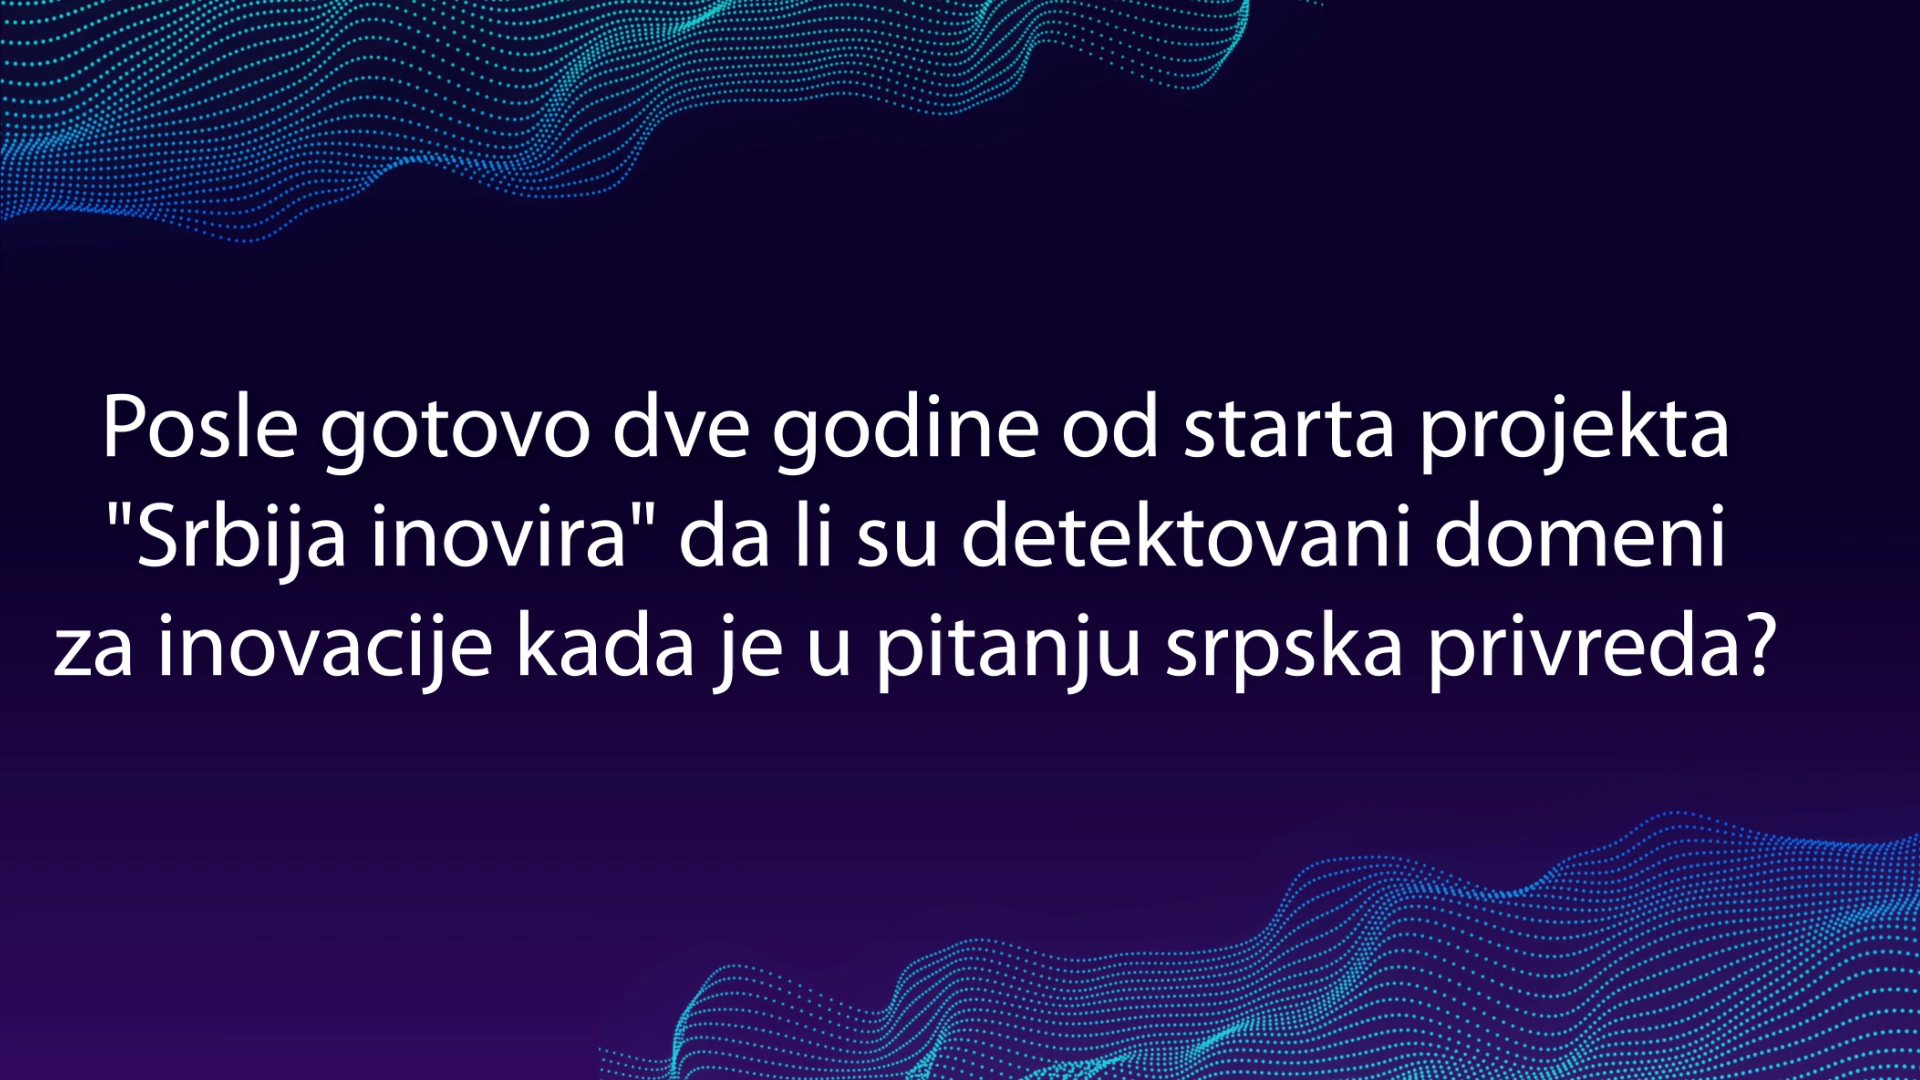 Posle gotovo dve godine od starta projekta
"Srbija inovira" da li su detektovani domeni
za inovacije kada je u pitanju srpska privreda?